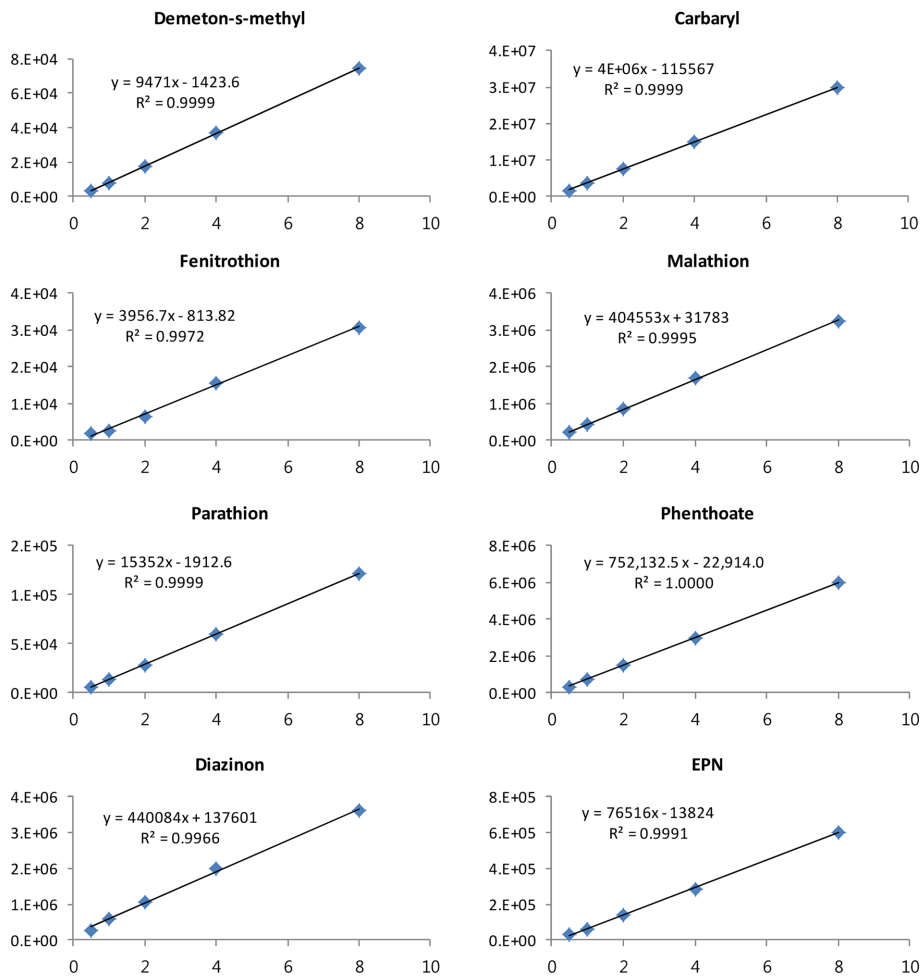 Demeton-s-methyl
8.E+04
6.E+04
4.E+04
2.E+04
0.E+00
y = 9471x - 1423.6
R² = 0.9999
0 2 4 6 8 10
Carbaryl
4.E+07
3.E+07
2.E+07
1.E+07
0.E+00
y = 4E+06x - 115567
R² = 0.9999
0 2 4 6 8 10
Fenitrothion
4.E+04
3.E+04
2.E+04
1.E+04
0.E+00
y = 3956.7x - 813.82
R² = 0.9972
0 2 4 6 8 10
Malathion
4.E+06
3.E+06
2.E+06
1.E+06
0.E+00
y = 404553x + 31783
R² = 0.9995
0 2 4 6 8 10
Parathion
2.E+05
1.E+05
5.E+04
0.E+00
y = 15352x - 1912.6
R² = 0.9999
0 2 4 6 8 10
Phenthoate
8.E+06
6.E+06
4.E+06
2.E+06
0.E+00
y = 752,132.5x - 22,914.0
R² = 1.0000
0 2 4 6 8 10
Diazinon
4.E+06
3.E+06
2.E+06
1.E+06
0.E+00
y = 440084x + 137601
R² = 0.9966
0 2 4 6 8 10
EPN
8.E+05
6.E+05
4.E+05
2.E+05
0.E+00
y = 76516x - 13824
R² = 0.9991
0 2 4 6 8 10